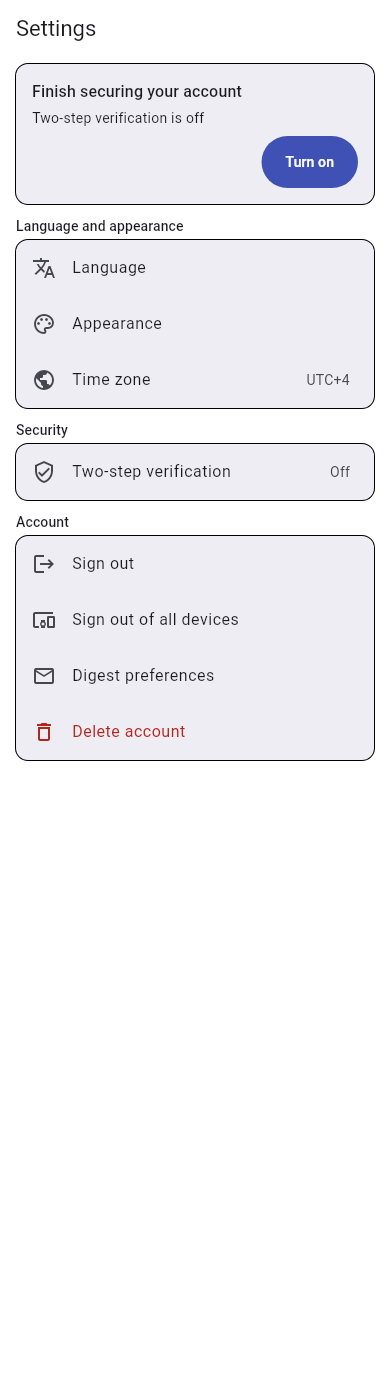 Settings
Finish securing your account
Two-step verification is off
Turn on
Language and appearance
Language
Appearance
Time zone UTC+4
Security
Two-step verification Off
Account
Sign out
Sign out of all devices
Digest preferences
Delete account